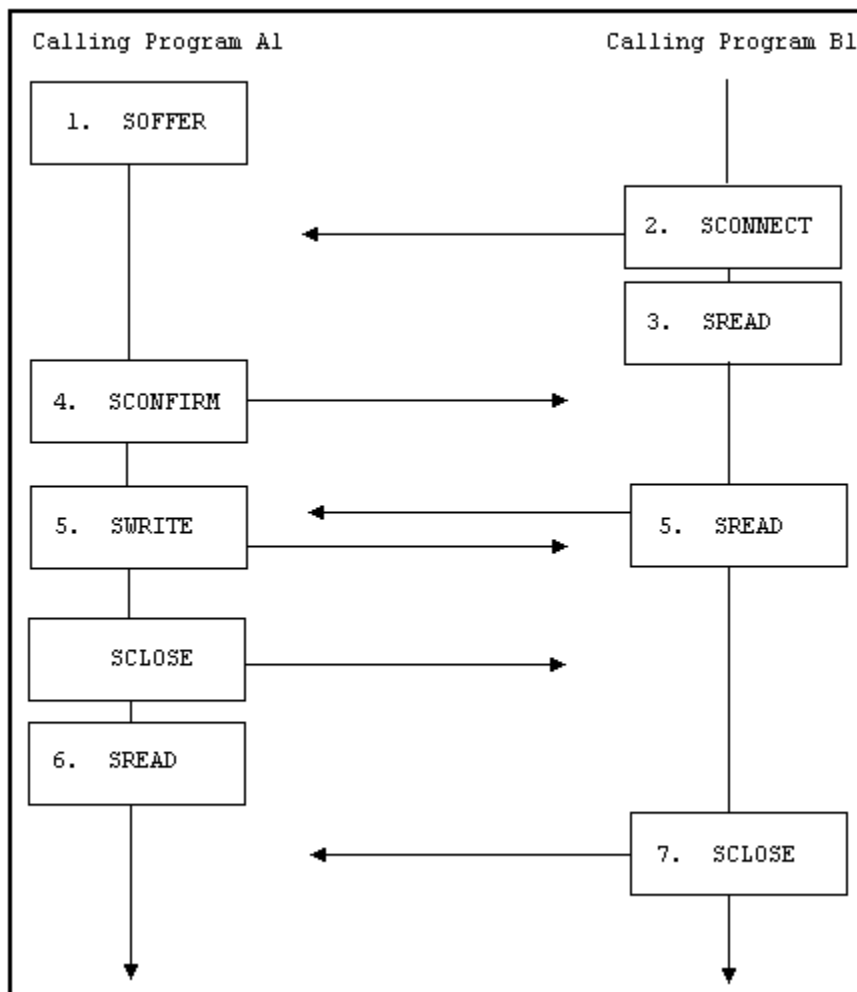 Calling Program A1
Calling Program B1
1. SOFFER
2. SCONNECT
3. SREAD
4. SCONFIRM
5. SWRITE
5. SREAD
SCLOSE
6. SREAD
7. SCLOSE